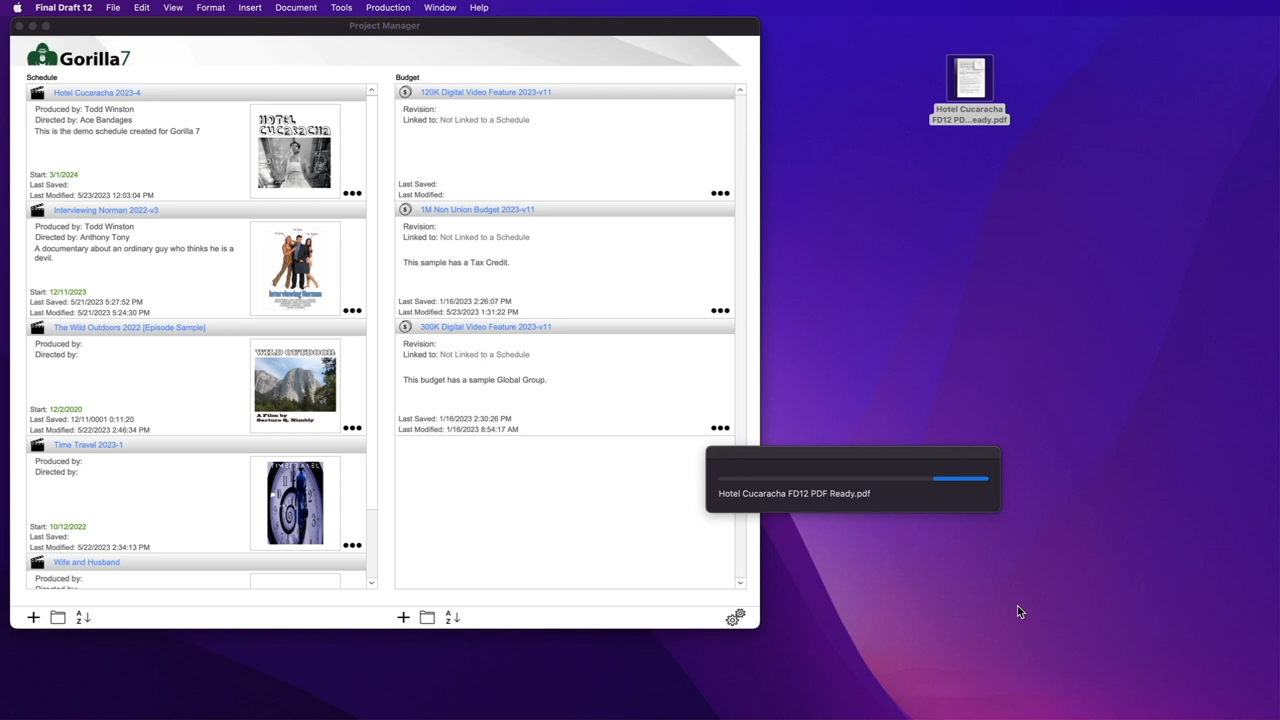 Final Draft 12 File Edit View Format Insert Document Tools Production Window Help
Project Manager
Gorilla7
Schedule
Hotel Cucaracha 2023-4
Produced by: Todd Winston
Directed by: Ace Bandages
This is the demo schedule created for Gorilla 7
HOTEL
CUCARACHA
Start: 3/1/2024
Last Saved:
Last Modified: 5/23/2023 12:03:04 PM
Interviewing Norman 2022-v3
Produced by: Todd Winston
Directed by: Anthony Tony
A documentary about an ordinary guy who thinks he is a
devil.
Interviewing Norman
Start: 12/11/2023
Last Saved: 5/21/2023 5:27:52 PM
Last Modified: 5/21/2023 5:24:30 PM
The Wild Outdoors 2022 [Episode Sample]
Produced by:
Directed by:
WILD OUTDOOR
A Film by
Start: 12/2/2020
Last Saved: 12/11/0001 0:11:20
Last Modified: 5/22/2023 2:46:34 PM
Time Travel 2023-1
Produced by:
Directed by:
TIME TRAVEL
Start: 10/12/2022
Last Saved:
Last Modified: 5/22/2023 2:34:13 PM
Wife and Husband
Produced by:
Directed by:
Budget
120K Digital Video Feature 2023-v11
Revision:
Linked to: Not Linked to a Schedule
Last Saved:
Last Modified:
1M Non Union Budget 2023-v11
Revision:
Linked to: Not Linked to a Schedule
This sample has a Tax Credit.
Last Saved: 1/16/2023 2:26:07 PM
Last Modified: 5/23/2023 1:31:22 PM
300K Digital Video Feature 2023-v11
Revision:
Linked to: Not Linked to a Schedule
This budget has a sample Global Group.
Last Saved: 1/16/2023 2:30:26 PM
Last Modified: 1/16/2023 8:54:17 AM
Hotel Cucaracha FD12 PDF Ready.pdf
Hotel Cucaracha
FD12 PD...eady.pdf